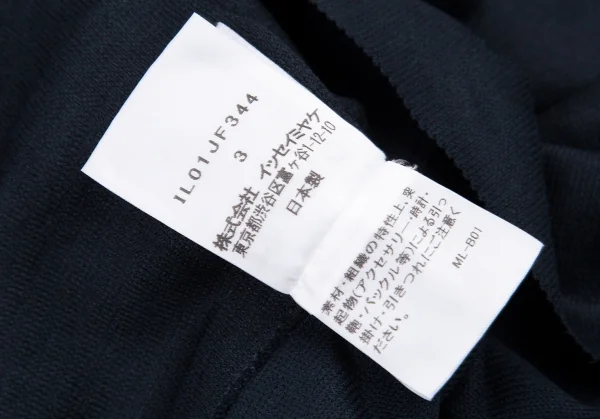 IL01JF344
3
株式会社 イッセイミヤケ
東京都渋谷区富ヶ谷1-12-10
日本製
素材・組織の特性上、突
起物(アクセサリー・時計・
鞄・バックル等)による引っ
掛け・引きつれにご注意く
ださい。
ML-B01